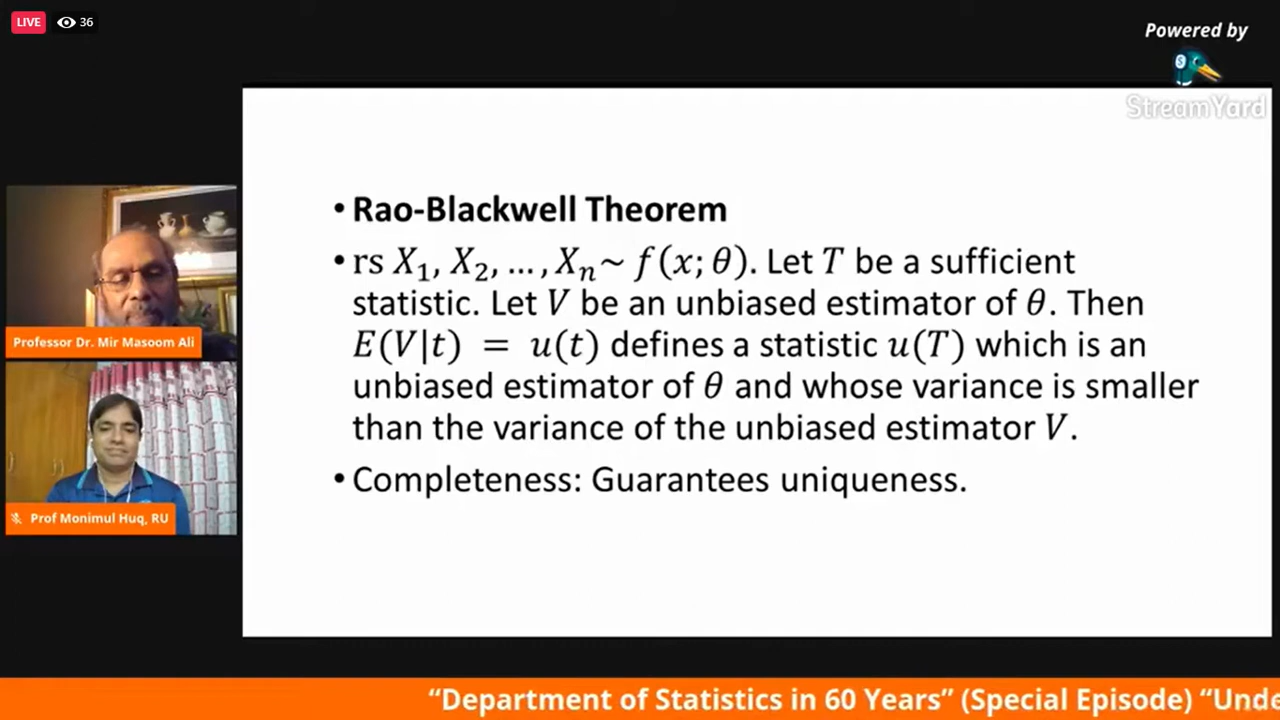 LIVE 36
Powered by
StreamYard
• Rao-Blackwell Theorem
• rs X₁, X₂, …, Xₙ~ f(x; θ). Let T be a sufficient
statistic. Let V be an unbiased estimator of θ. Then
E(V|t) = u(t) defines a statistic u(T) which is an
unbiased estimator of θ and whose variance is smaller
than the variance of the unbiased estimator V.
• Completeness: Guarantees uniqueness.
Professor Dr. Mir Masoom Ali
Prof Monimul Huq, RU
“Department of Statistics in 60 Years” (Special Episode) “Unde